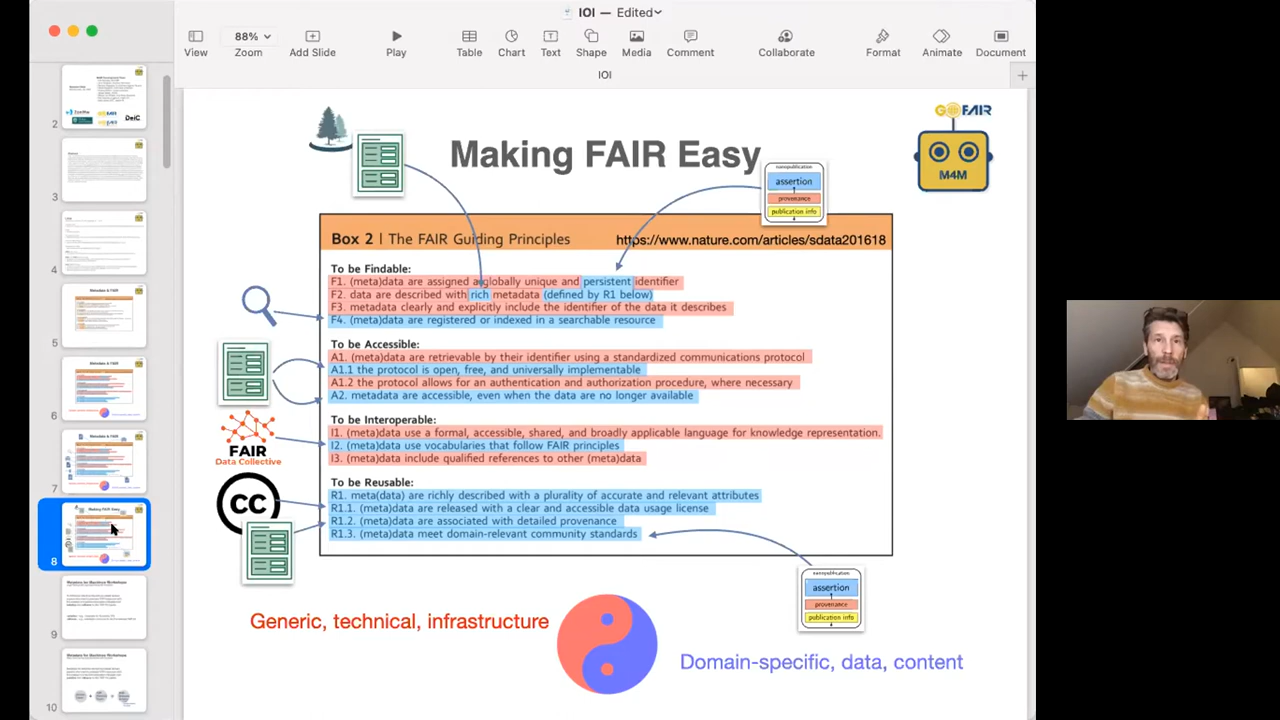 IOI — Edited
88%
View
Zoom
Add Slide
Play
Table
Chart
Text
Shape
Media
Comment
Collaborate
Format
Animate
Document
IOI
2
3
4
5
6
7
8
9
10
Metadata & FAIR
Metadata & FAIR
Metadata & FAIR
Making FAIR Easy
Making FAIR Easy
GO FAIR
M4M
nanopublication
assertion
provenance
publication info
Box 2 | The FAIR Guiding Principles
https://www.nature.com/articles/sdata201618
To be Findable:
F1. (meta)data are assigned a globally unique and persistent identifier
F2. data are described with rich metadata (defined by R1 below)
F3. metadata clearly and explicitly include the identifier of the data it describes
F4. (meta)data are registered or indexed in a searchable resource
To be Accessible:
A1. (meta)data are retrievable by their identifier using a standardized communications protocol
A1.1 the protocol is open, free, and universally implementable
A1.2 the protocol allows for an authentication and authorization procedure, where necessary
A2. metadata are accessible, even when the data are no longer available
To be Interoperable:
I1. (meta)data use a formal, accessible, shared, and broadly applicable language for knowledge representation.
I2. (meta)data use vocabularies that follow FAIR principles
I3. (meta)data include qualified references to other (meta)data
To be Reusable:
R1. meta(data) are richly described with a plurality of accurate and relevant attributes
R1.1. (meta)data are released with a clear and accessible data usage license
R1.2. (meta)data are associated with detailed provenance
R1.3. (meta)data meet domain-relevant community standards
FAIR
Data Collective
CC
nanopublication
assertion
provenance
publication info
Generic, technical, infrastructure
Domain-specific, data, content